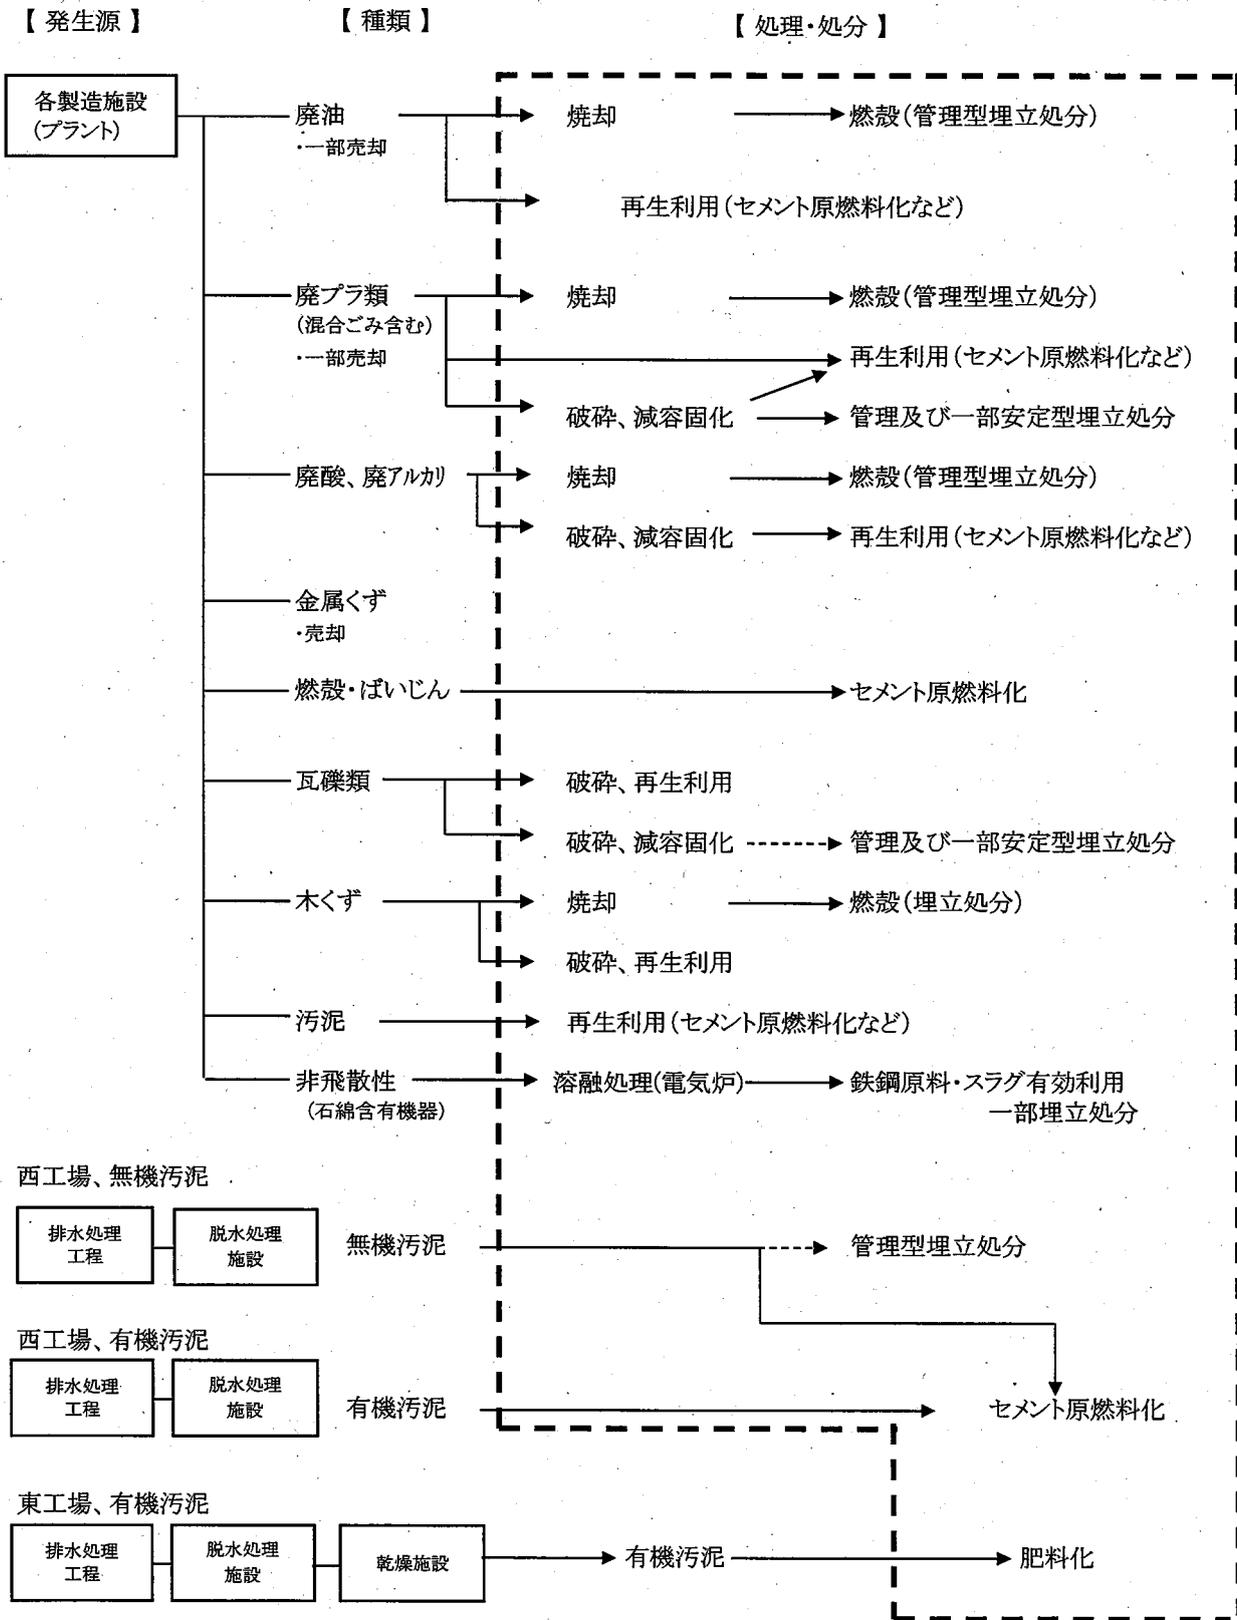 【 発生源 】
【 種類 】
【 処理・処分 】
各製造施設
(プラント)
廃油
・一部売却
焼却
燃殻(管理型埋立処分)
再生利用(セメント原燃料化など)
廃プラ類
(混合ごみ含む)
・一部売却
焼却
燃殻(管理型埋立処分)
再生利用(セメント原燃料化など)
破砕、減容固化
管理及び一部安定型埋立処分
廃酸、廃アルカリ
焼却
燃殻(管理型埋立処分)
破砕、減容固化
再生利用(セメント原燃料化など)
金属くず
・売却
燃殻・ばいじん
セメント原燃料化
瓦礫類
破砕、再生利用
破砕、減容固化
管理及び一部安定型埋立処分
木くず
焼却
燃殻(埋立処分)
破砕、再生利用
汚泥
再生利用(セメント原燃料化など)
非飛散性
(石綿含有機器)
溶融処理(電気炉)
鉄鋼原料・スラグ有効利用
一部埋立処分
西工場、無機汚泥
排水処理
工程
脱水処理
施設
無機汚泥
管理型埋立処分
西工場、有機汚泥
排水処理
工程
脱水処理
施設
有機汚泥
セメント原燃料化
東工場、有機汚泥
排水処理
工程
脱水処理
施設
乾燥施設
有機汚泥
肥料化